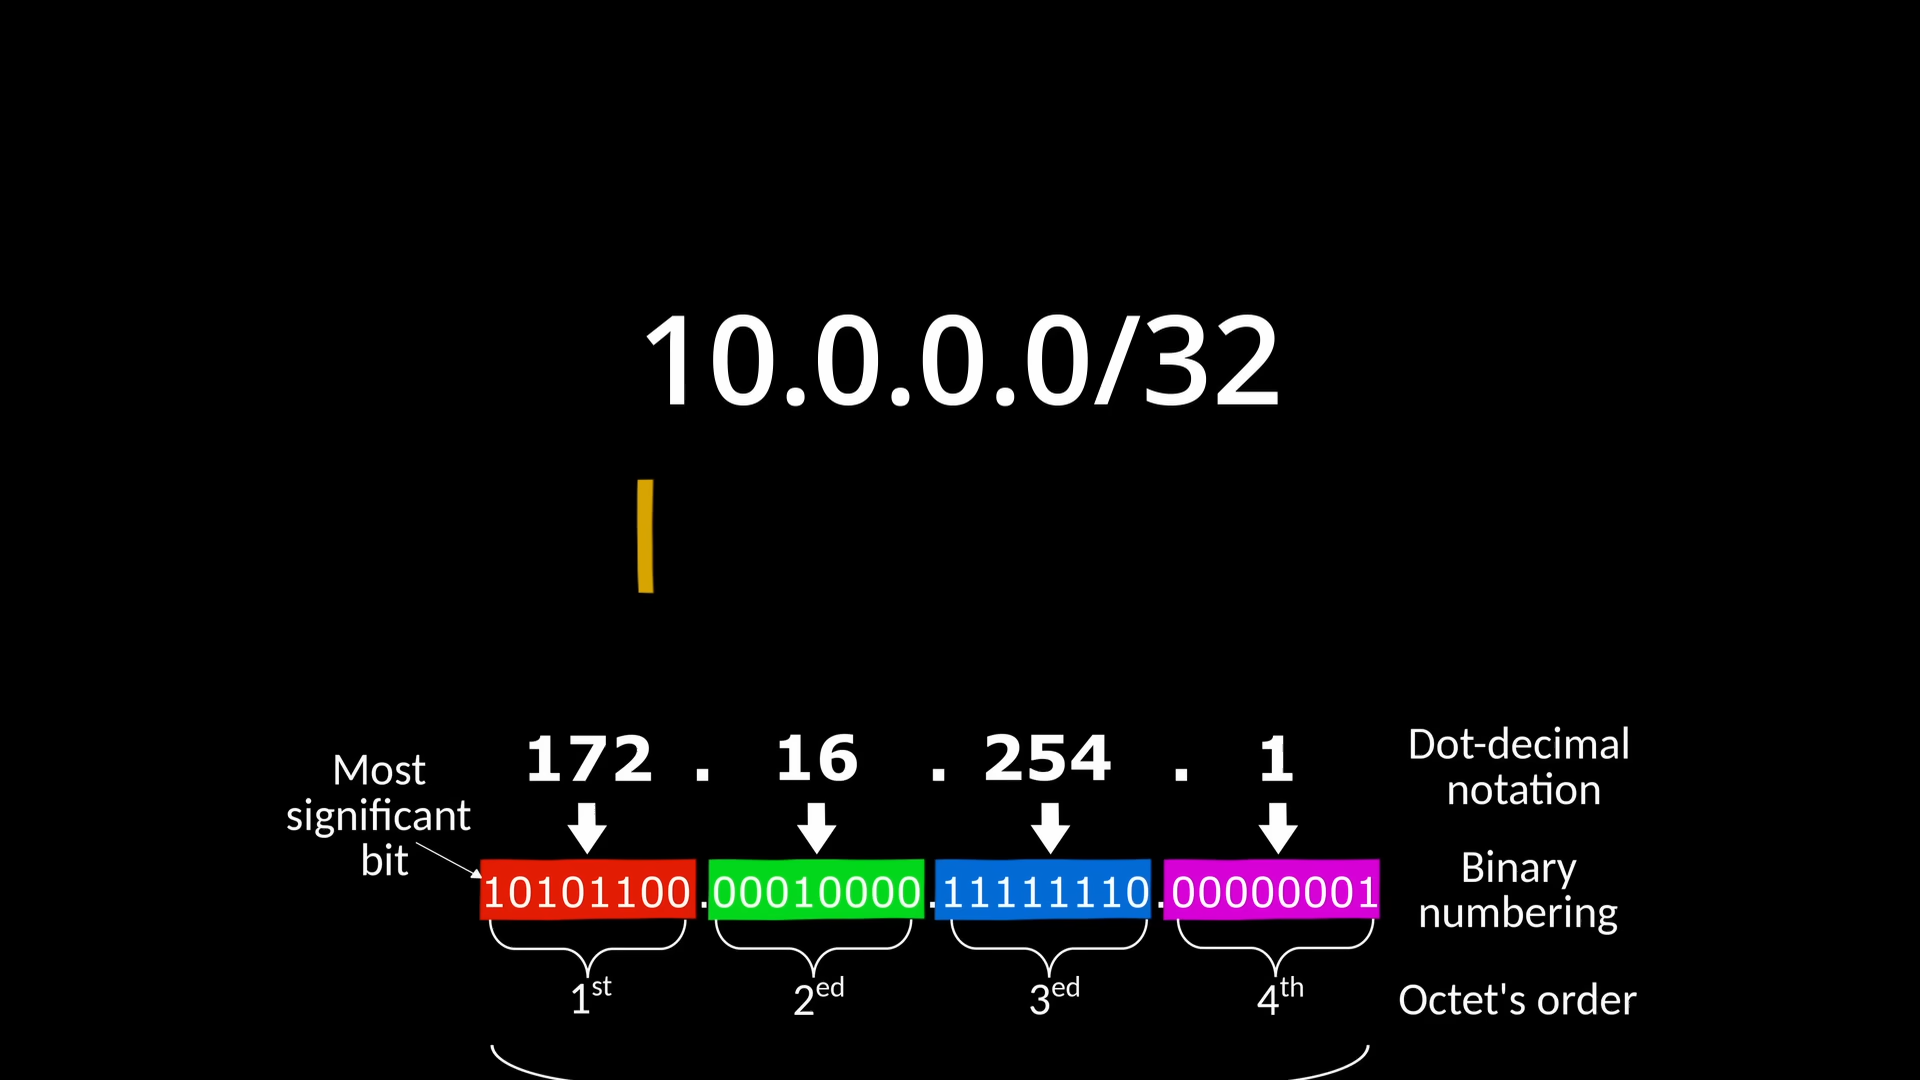 10.0.0.0/32
172 . 16 . 254 . 1
Dot-decimal
notation
Most
significant
bit
10101100.00010000.11111110.00000001
Binary
numbering
1st 2ed 3ed 4th
Octet's order